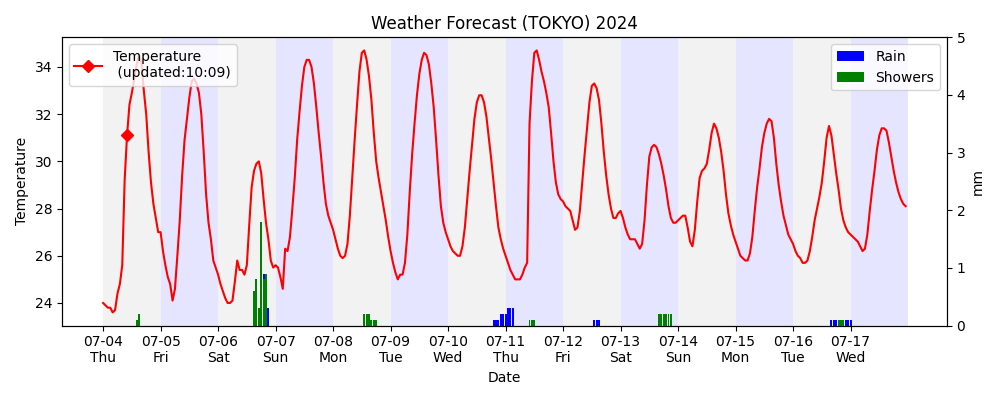 Weather Forecast (TOKYO) 2024
Temperature
(updated:10:09)
Rain
Showers
34
32
30
28
26
24
Temperature
5
4
3
2
1
0
mm
07-04 07-05 07-06 07-07 07-08 07-09 07-10 07-11 07-12 07-13 07-14 07-15 07-16 07-17
Thu Fri Sat Sun Mon Tue Wed Thu Fri Sat Sun Mon Tue Wed
Date